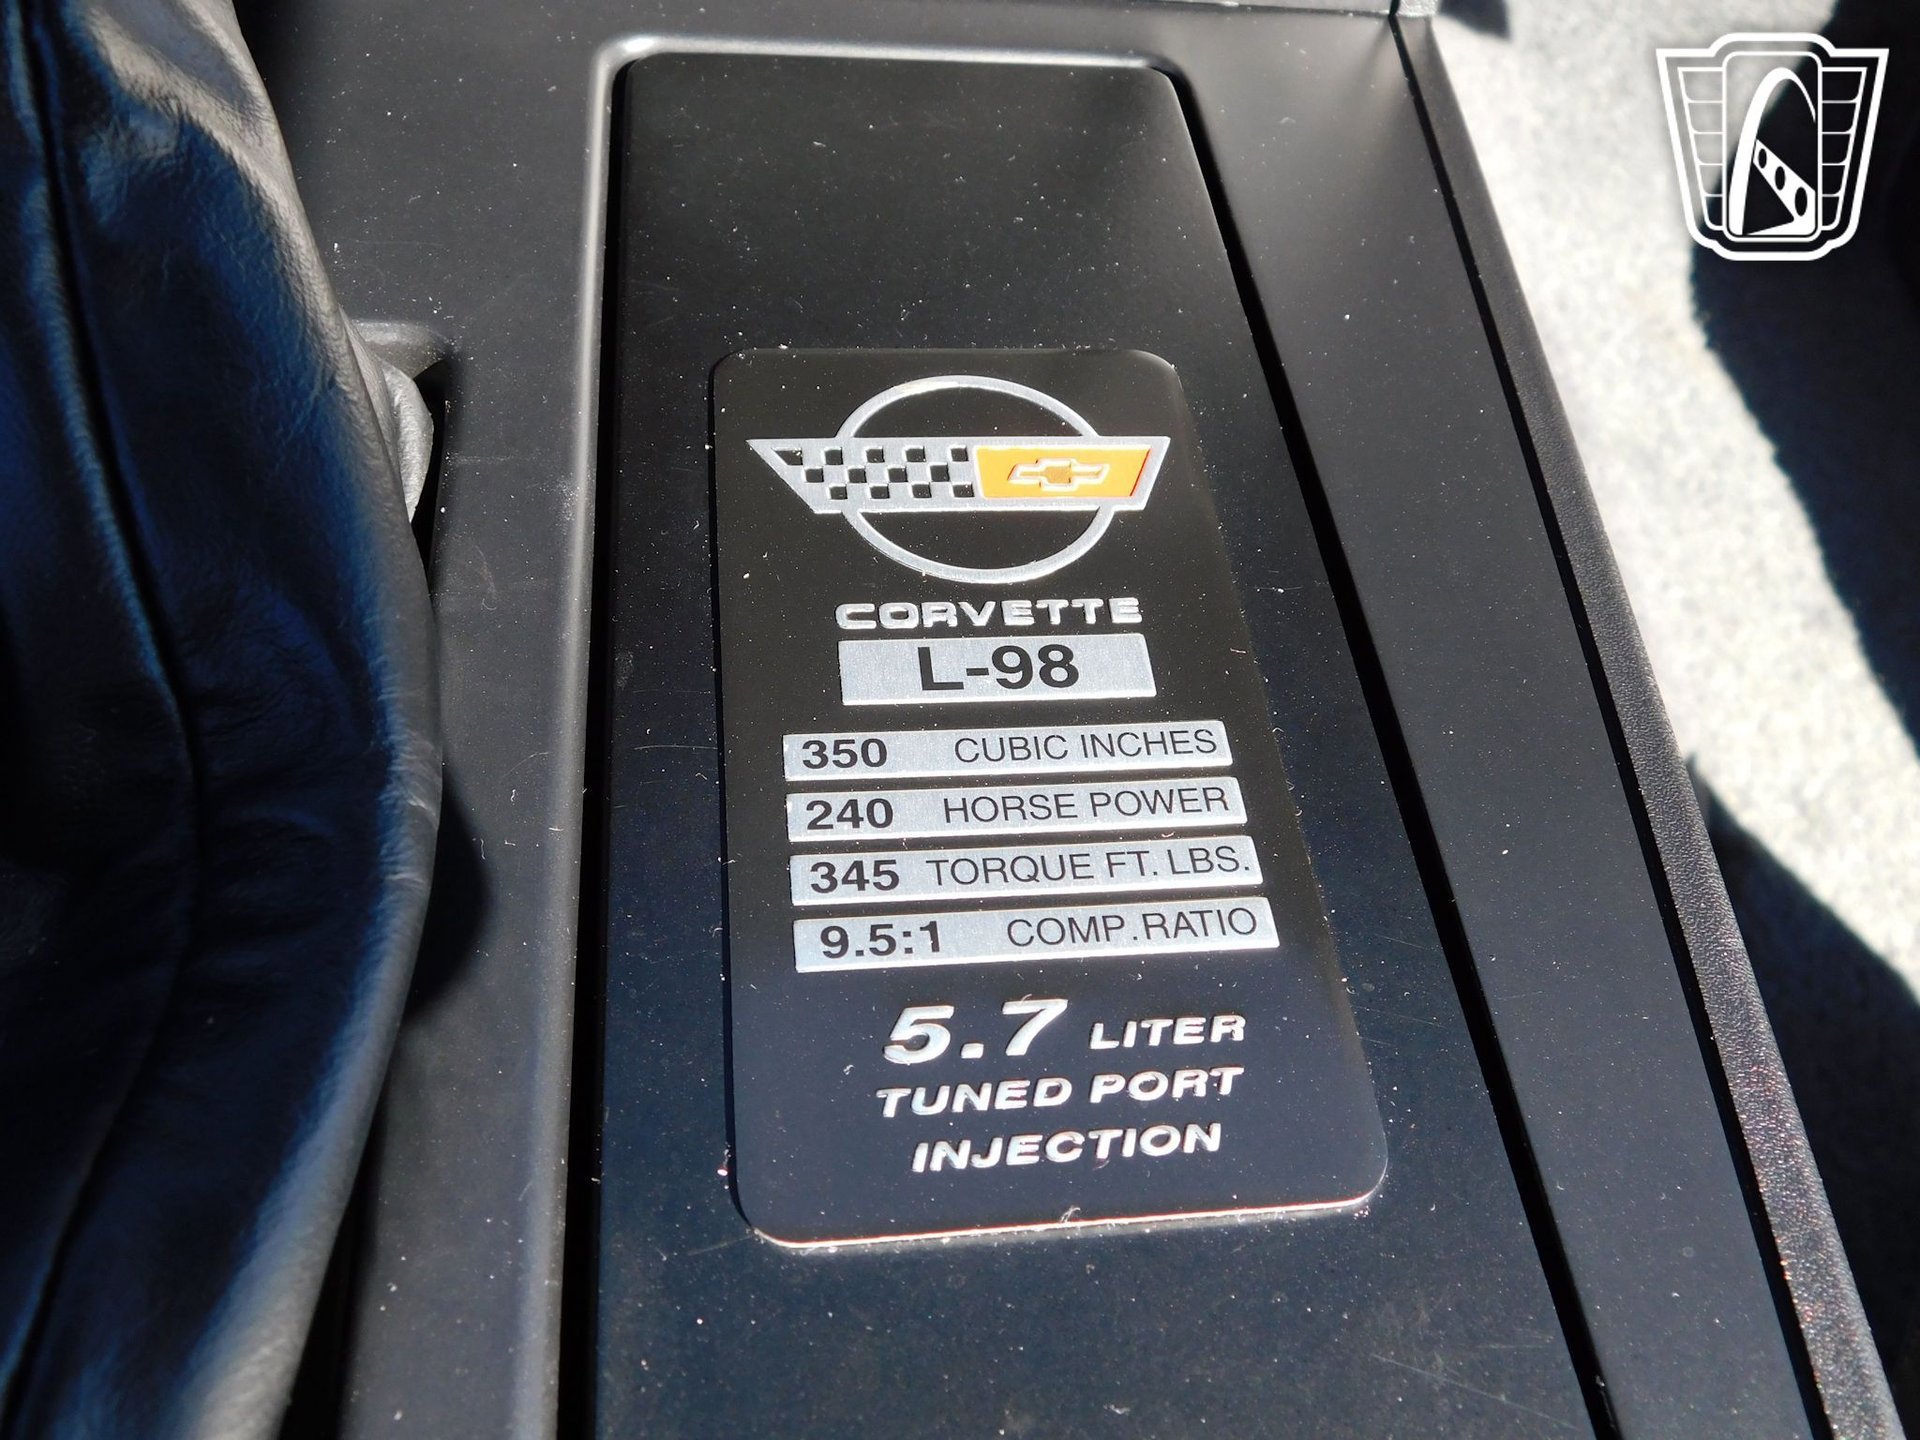 CORVETTE
L-98
350 CUBIC INCHES
240 HORSE POWER
345 TORQUE FT. LBS.
9.5:1 COMP.RATIO
5.7 LITER
TUNED PORT
INJECTION